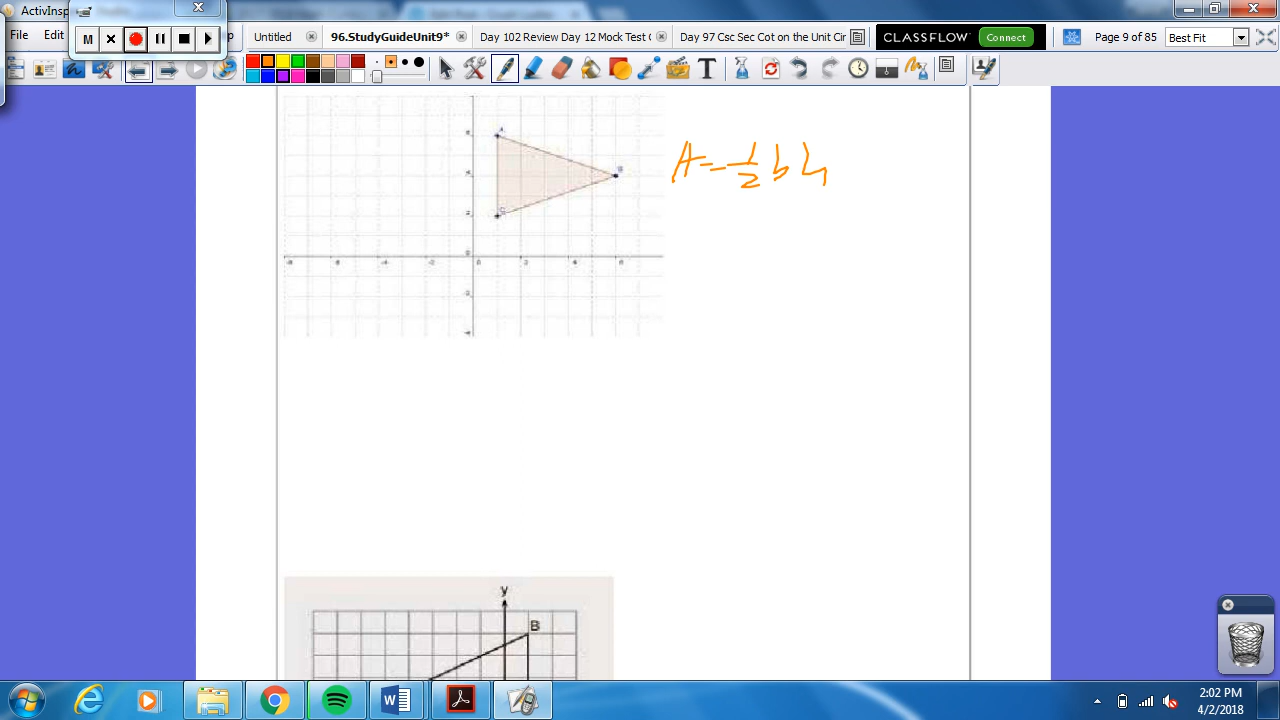 ActivInsp
File Edit
M
Untitled
96.StudyGuideUnit9*
Day 102 Review Day 12 Mock Test (
Day 97 Csc Sec Cot on the Unit Cir
CLASSFLOW Connect
Page 9 of 85
Best Fit
T
A
B
C
A = 1/2 b h
y
B
2:02 PM
4/2/2018